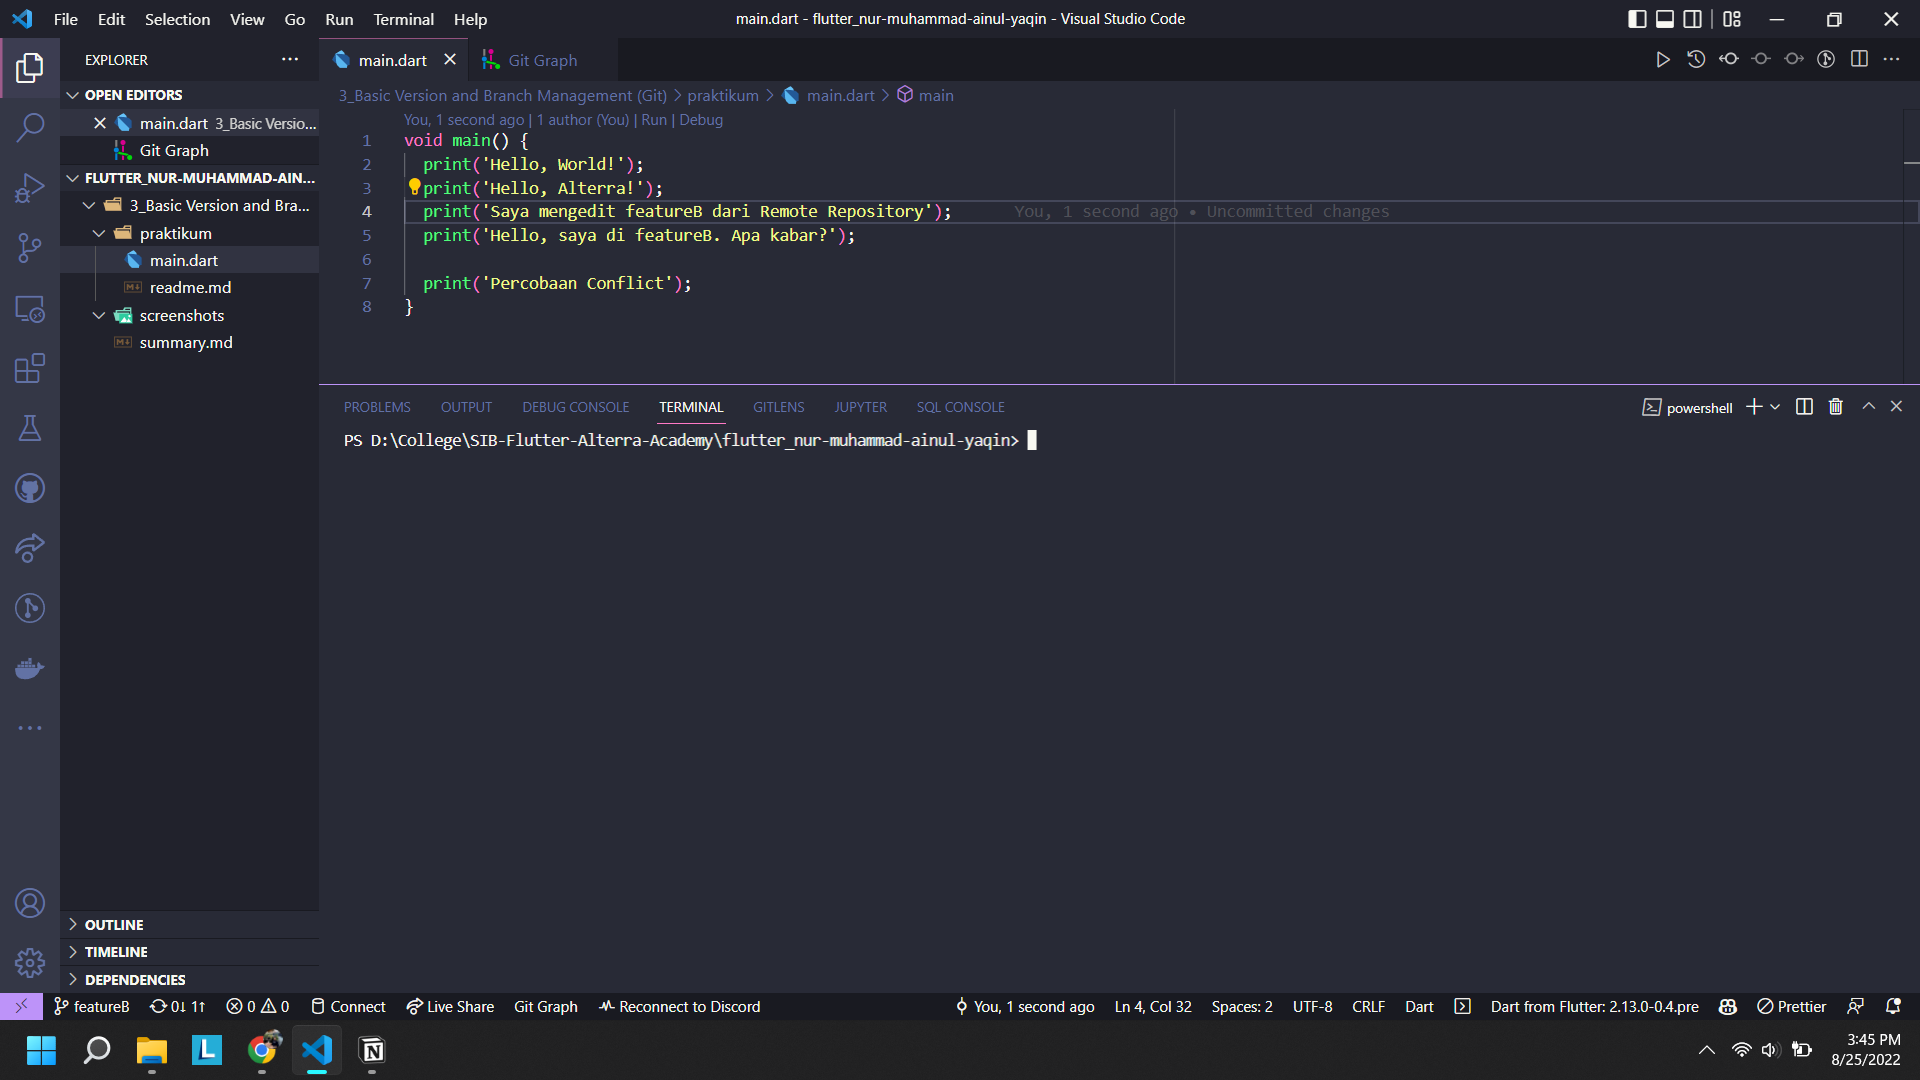 File Edit Selection View Go Run Terminal Help
main.dart - flutter_nur-muhammad-ainul-yaqin - Visual Studio Code
EXPLORER
OPEN EDITORS
main.dart 3_Basic Versio...
Git Graph
FLUTTER_NUR-MUHAMMAD-AIN...
3_Basic Version and Bra...
praktikum
main.dart
readme.md
screenshots
summary.md
OUTLINE
TIMELINE
DEPENDENCIES
main.dart
Git Graph
3_Basic Version and Branch Management (Git) > praktikum > main.dart > main
You, 1 second ago | 1 author (You) | Run | Debug
1 void main() {
2 print('Hello, World!');
3 print('Hello, Alterra!');
4 print('Saya mengedit featureB dari Remote Repository'); You, 1 second ago • Uncommitted changes
5 print('Hello, saya di featureB. Apa kabar?');
6
7 print('Percobaan Conflict');
8 }
PROBLEMS OUTPUT DEBUG CONSOLE TERMINAL GITLENS JUPYTER SQL CONSOLE
powershell
PS D:\College\SIB-Flutter-Alterra-Academy\flutter_nur-muhammad-ainul-yaqin>
featureB 0↓ 1↑ 0 0 Connect Live Share Git Graph Reconnect to Discord
You, 1 second ago Ln 4, Col 32 Spaces: 2 UTF-8 CRLF Dart Dart from Flutter: 2.13.0-0.4.pre Prettier
3:45 PM
8/25/2022